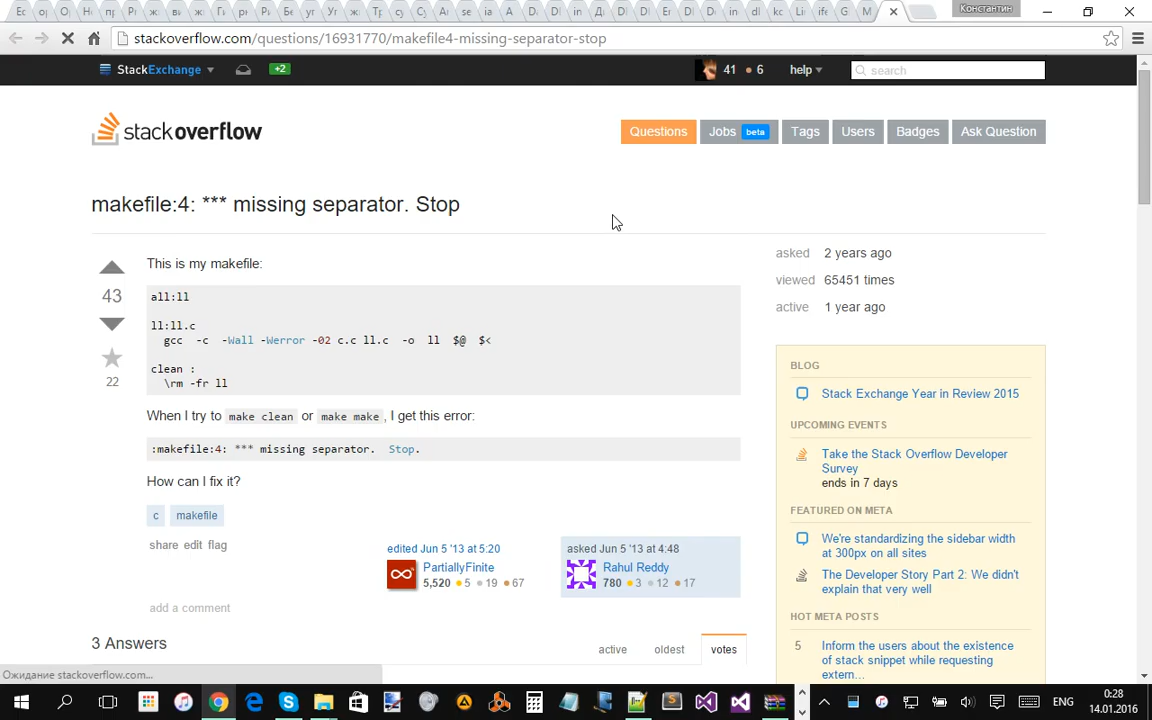 Константин
stackoverflow.com/questions/16931770/makefile4-missing-separator-stop
StackExchange +2 41 6 help search
stackoverflow Questions Jobs beta Tags Users Badges Ask Question
makefile:4: *** missing separator. Stop
This is my makefile:
43
all:ll
ll:ll.c
gcc -c -Wall -Werror -02 c.c ll.c -o ll $@ $<
clean :
\rm -fr ll
22
When I try to make clean or make make, I get this error:
:makefile:4: *** missing separator. Stop.
How can I fix it?
c makefile
share edit flag
edited Jun 5 '13 at 5:20
PartiallyFinite
5,520 5 19 67
asked Jun 5 '13 at 4:48
Rahul Reddy
780 3 12 17
add a comment
3 Answers
active oldest votes
asked 2 years ago
viewed 65451 times
active 1 year ago
BLOG
Stack Exchange Year in Review 2015
UPCOMING EVENTS
Take the Stack Overflow Developer
Survey
ends in 7 days
FEATURED ON META
We're standardizing the sidebar width
at 300px on all sites
The Developer Story Part 2: We didn't
explain that very well
HOT META POSTS
5 Inform the users about the existence
of stack snippet while requesting
extern...
Ожидание stackoverflow.com...
ENG
0:28
14.01.2016